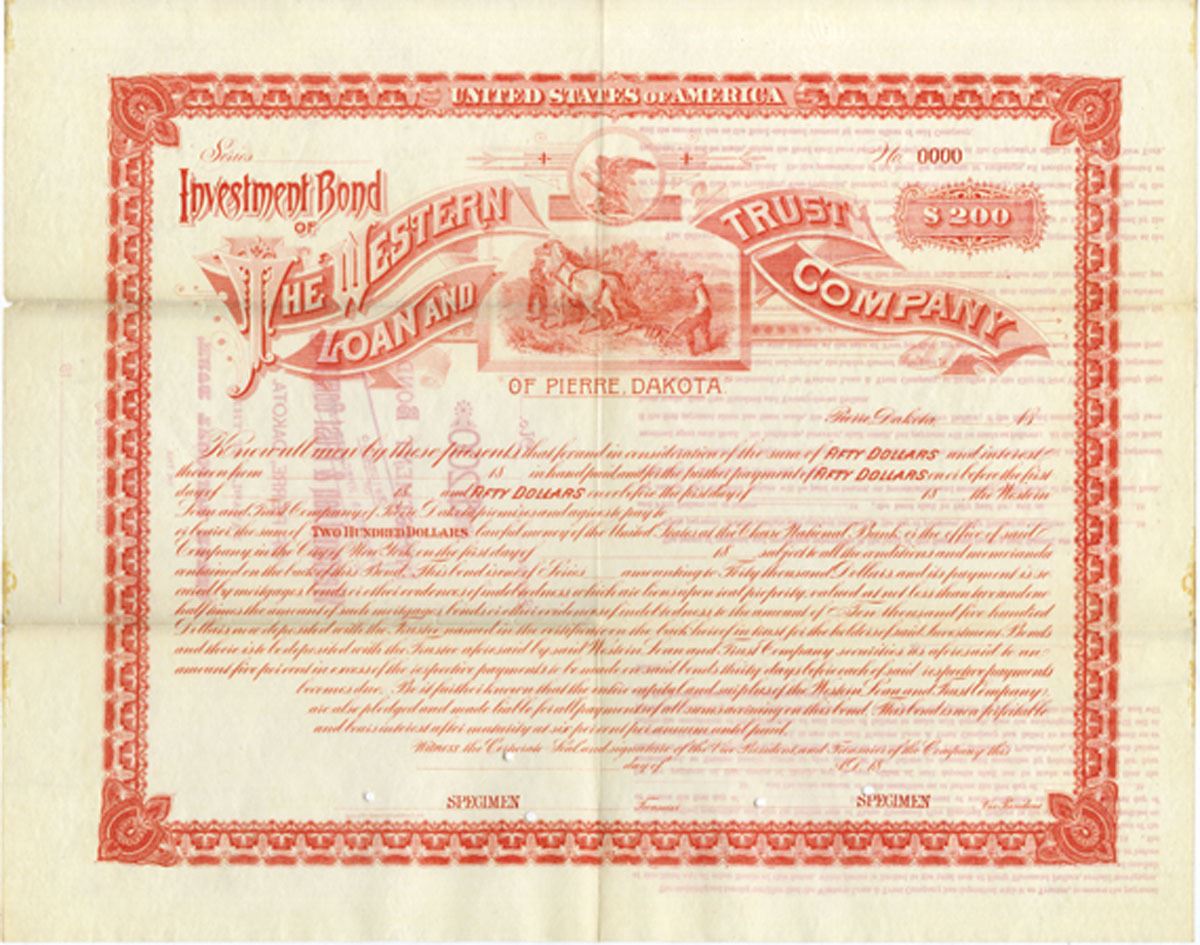 UNITED STATES OF AMERICA
Series
No. 0000
Investment Bond
OF
$200
THE WESTERN
LOAN AND
TRUST
COMPANY
OF PIERRE, DAKOTA
Pierre, Dakota, 18
Know all men by these presents that for and in consideration of the sum of FIFTY DOLLARS and interest
thereon from 18 in hand paid, and for the further payment of FIFTY DOLLARS on or before the first
day of 18 and FIFTY DOLLARS on or before the first day of 18 the Western
Loan and Trust Company of Pierre Dakota promises and agrees to pay to
or order the sum of TWO HUNDRED DOLLARS lawful money of the United States at the Chase National Bank, or the office of said
Company in the City of New York, on the first day of 18 subject to all the conditions and memoranda
contained on the back of this Bond. This bond is one of Series amounting to Forty thousand Dollars and its payment is se-
cured by mortgages bonds or other evidences of indebtedness which are liens upon real property, valued at not less than two and one
half times the amount of such mortgages, bonds or other evidences of indebtedness to the amount of Two thousand five hundred
Dollars now deposited with the Trustee named in the certificate on the back hereof in trust for the holders of said Investment Bonds
and there is to be deposited with the Trustee aforesaid by said Western Loan and Trust Company securities as aforesaid to an
amount five per cent in excess of the respective payments to be made on said bonds thirty days before each of said respective payments
becomes due. Be it further known that the entire capital and surplus of the Western Loan and Trust Company,
are also pledged and made liable for all payments of all sums accruing on this bond. This bond is non forfeitable
and bears interest after maturity at six per cent per annum until paid.
Witness the Corporate Seal and signature of the Vice President, and Treasurer of the Company this
day of A.D. 18
SPECIMEN Treasurer SPECIMEN Vice President